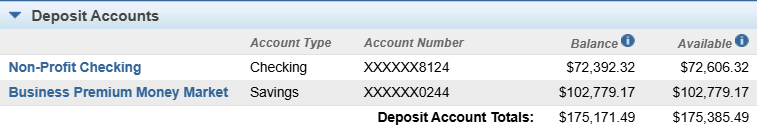 Deposit Accounts
Account Type Account Number Balance Available
Non-Profit Checking Checking XXXXXX8124 $72,392.32 $72,606.32
Business Premium Money Market Savings XXXXXX0244 $102,779.17 $102,779.17
Deposit Account Totals: $175,171.49 $175,385.49